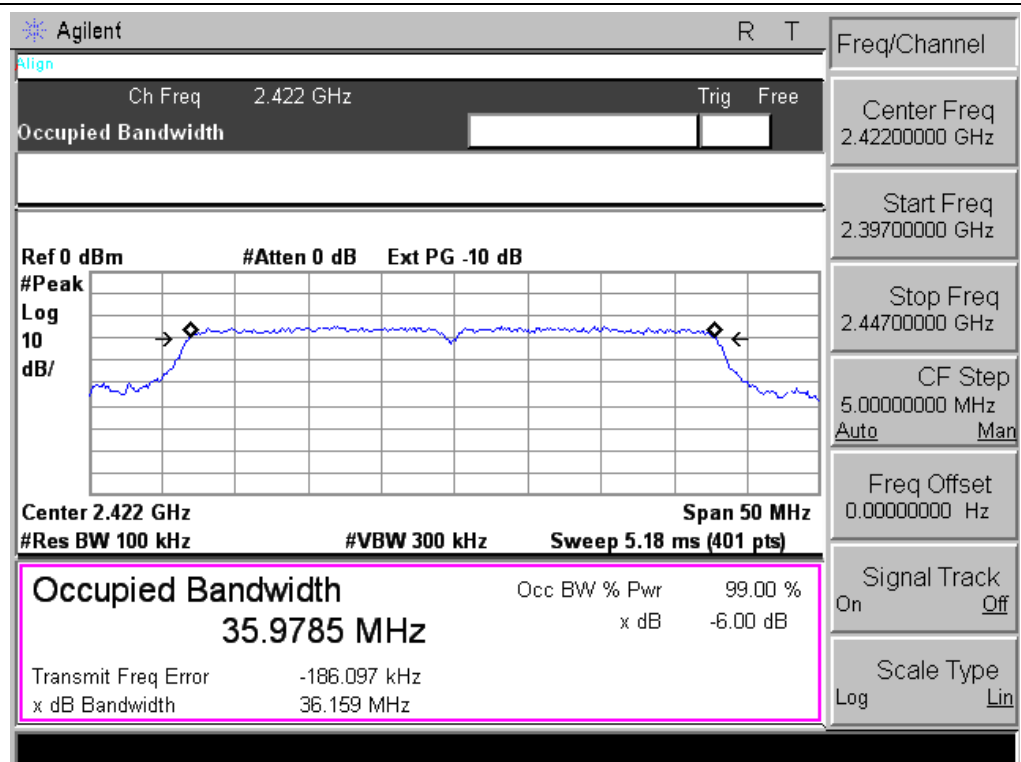 Agilent R T
Align
Ch Freq 2.422 GHz Trig Free
Occupied Bandwidth
Ref 0 dBm #Atten 0 dB Ext PG -10 dB
#Peak
Log
10
dB/
Center 2.422 GHz Span 50 MHz
#Res BW 100 kHz #VBW 300 kHz Sweep 5.18 ms (401 pts)
Occupied Bandwidth Occ BW % Pwr 99.00 %
35.9785 MHz x dB -6.00 dB
Transmit Freq Error -186.097 kHz
x dB Bandwidth 36.159 MHz
Freq/Channel
Center Freq
2.42200000 GHz
Start Freq
2.39700000 GHz
Stop Freq
2.44700000 GHz
CF Step
5.00000000 MHz
Auto Man
Freq Offset
0.00000000 Hz
Signal Track
On Off
Scale Type
Log Lin